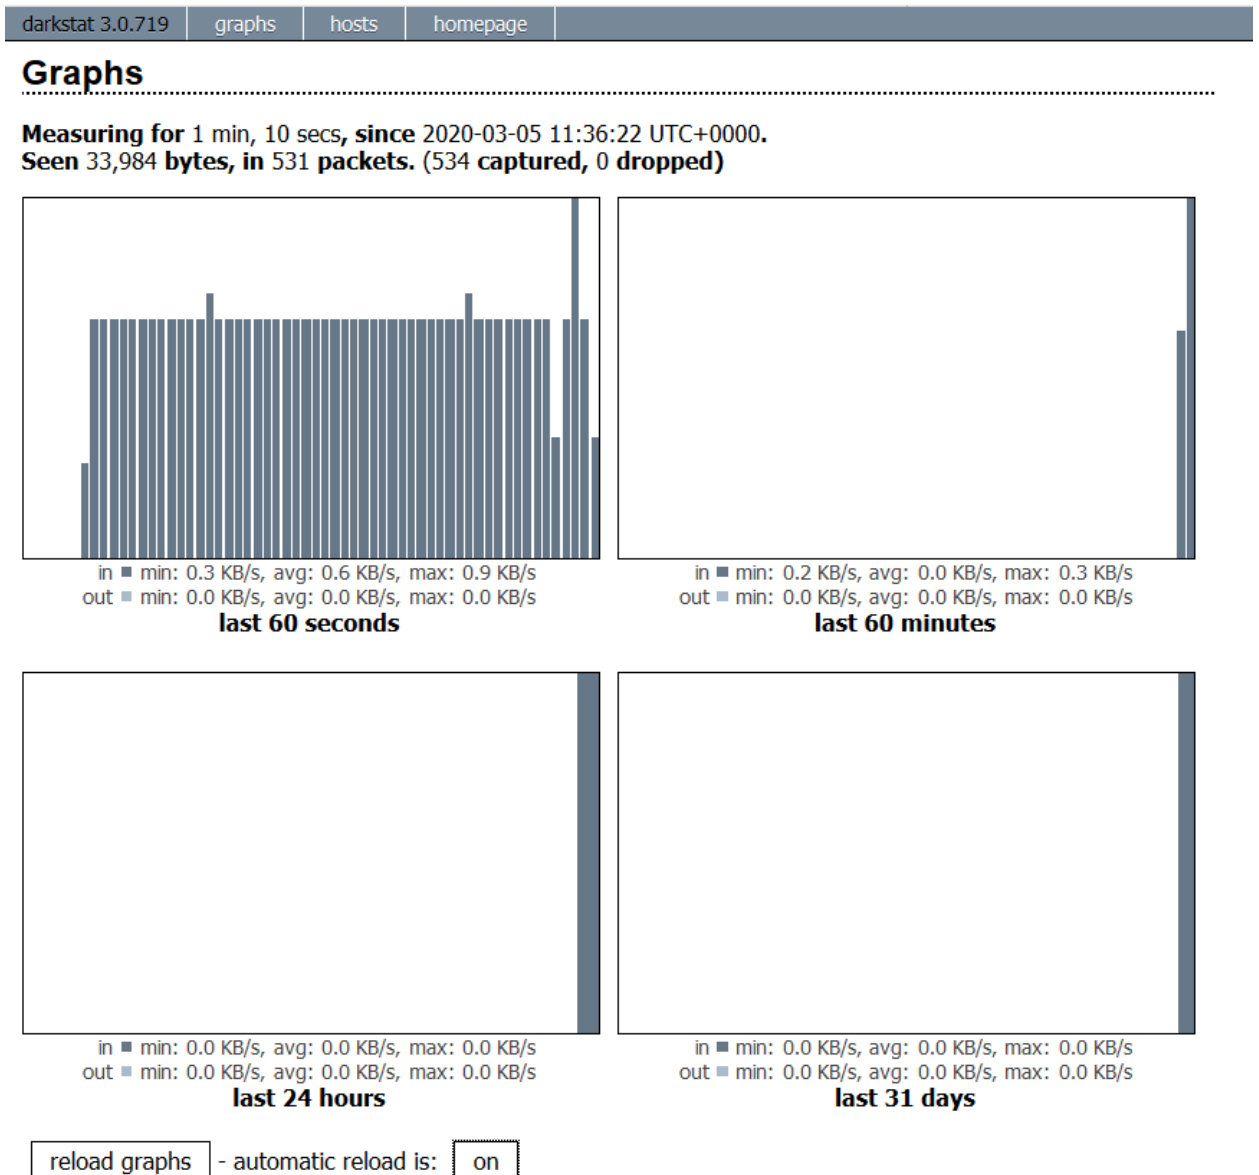 darkstat 3.0.719 graphs hosts homepage
Graphs
Measuring for 1 min, 10 secs, since 2020-03-05 11:36:22 UTC+0000.
Seen 33,984 bytes, in 531 packets. (534 captured, 0 dropped)
in min: 0.3 KB/s, avg: 0.6 KB/s, max: 0.9 KB/s
out min: 0.0 KB/s, avg: 0.0 KB/s, max: 0.0 KB/s
last 60 seconds
in min: 0.2 KB/s, avg: 0.0 KB/s, max: 0.3 KB/s
out min: 0.0 KB/s, avg: 0.0 KB/s, max: 0.0 KB/s
last 60 minutes
in min: 0.0 KB/s, avg: 0.0 KB/s, max: 0.0 KB/s
out min: 0.0 KB/s, avg: 0.0 KB/s, max: 0.0 KB/s
last 24 hours
in min: 0.0 KB/s, avg: 0.0 KB/s, max: 0.0 KB/s
out min: 0.0 KB/s, avg: 0.0 KB/s, max: 0.0 KB/s
last 31 days
reload graphs - automatic reload is: on